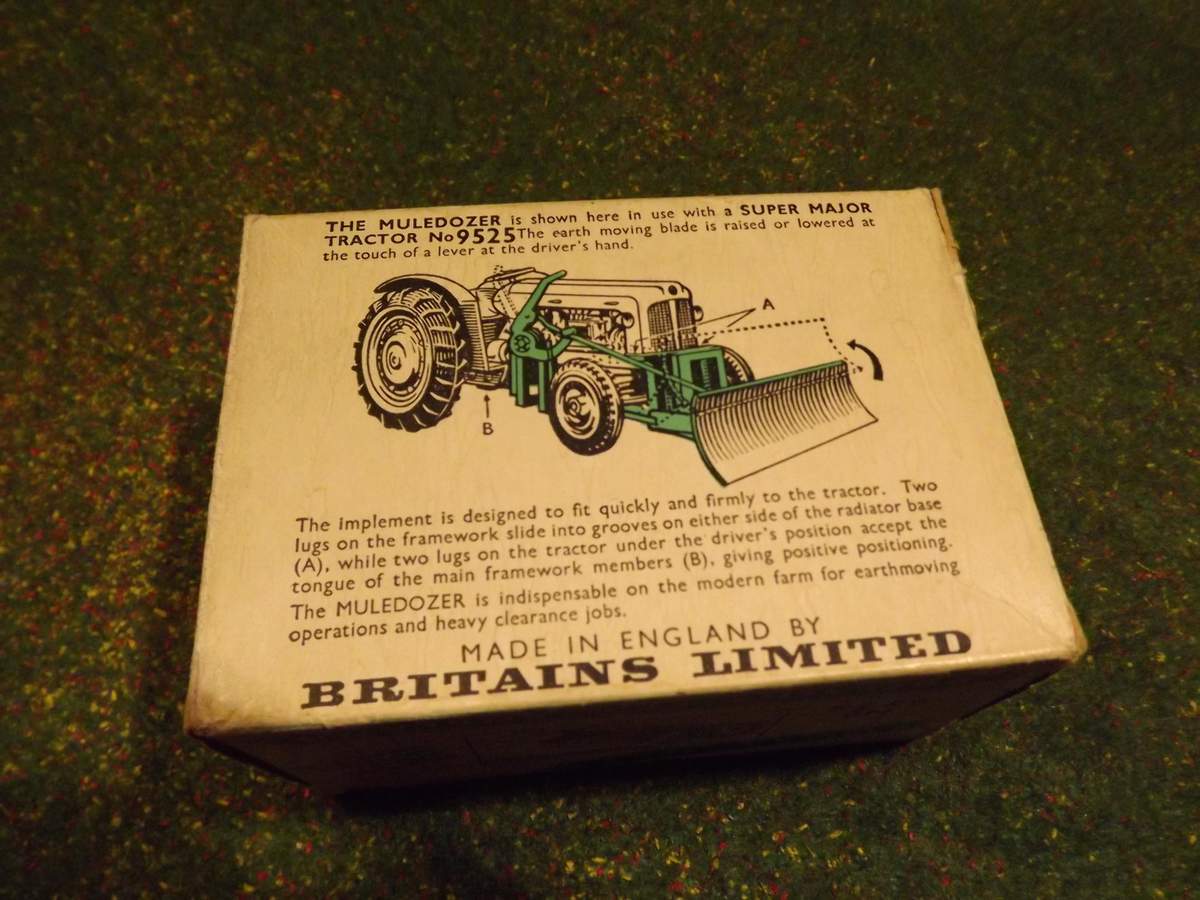 THE MULEDOZER is shown here in use with a SUPER MAJOR
TRACTOR No 9525 The earth moving blade is raised or lowered at
the touch of a lever at the driver's hand.
A
B
The implement is designed to fit quickly and firmly to the tractor. Two
lugs on the framework slide into grooves on either side of the radiator base
(A), while two lugs on the tractor under the driver's position accept the
tongue of the main framework members (B), giving positive positioning.
The MULEDOZER is indispensable on the modern farm for earthmoving
operations and heavy clearance jobs.
MADE IN ENGLAND BY
BRITAINS LIMITED